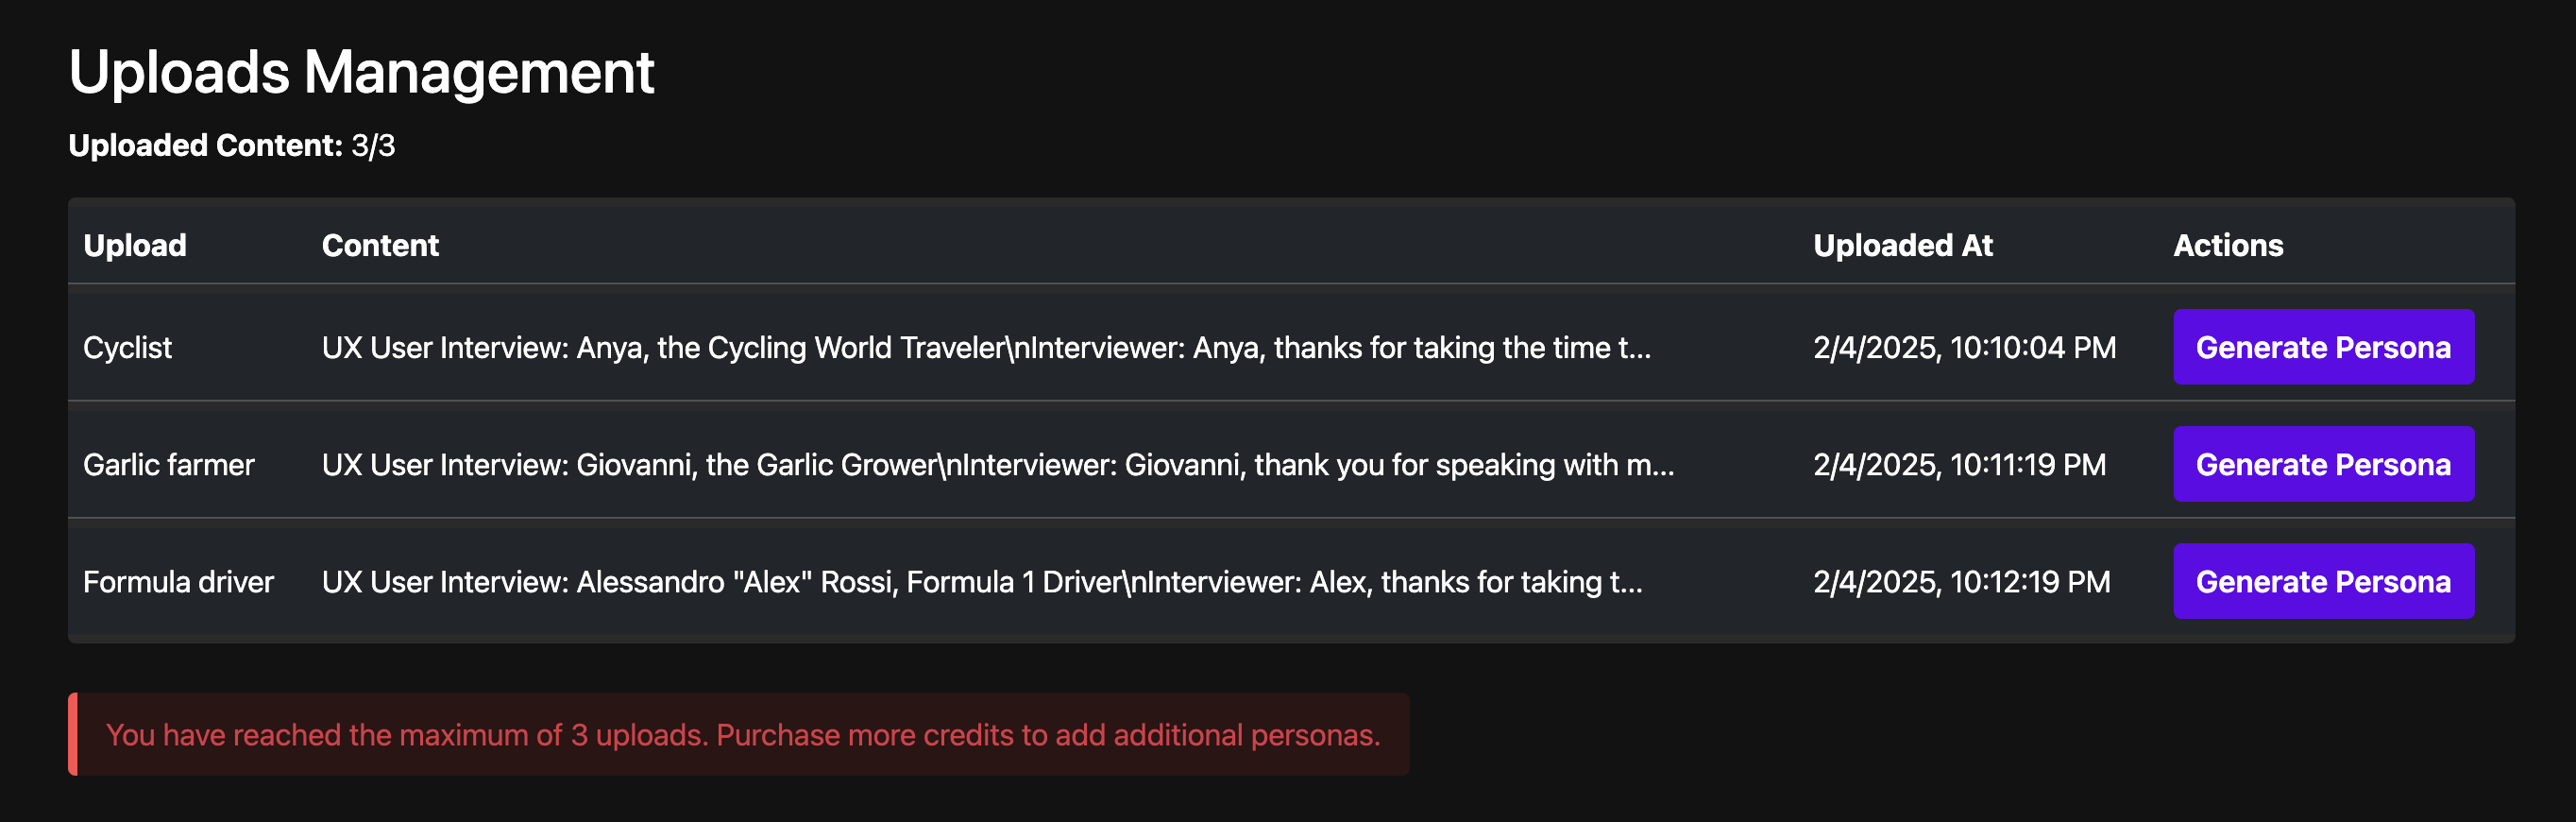 Uploads Management
Uploaded Content: 3/3
Upload Content Uploaded At Actions
Cyclist UX User Interview: Anya, the Cycling World Traveler\nInterviewer: Anya, thanks for taking the time t... 2/4/2025, 10:10:04 PM Generate Persona
Garlic farmer UX User Interview: Giovanni, the Garlic Grower\nInterviewer: Giovanni, thank you for speaking with m... 2/4/2025, 10:11:19 PM Generate Persona
Formula driver UX User Interview: Alessandro "Alex" Rossi, Formula 1 Driver\nInterviewer: Alex, thanks for taking t... 2/4/2025, 10:12:19 PM Generate Persona
You have reached the maximum of 3 uploads. Purchase more credits to add additional personas.